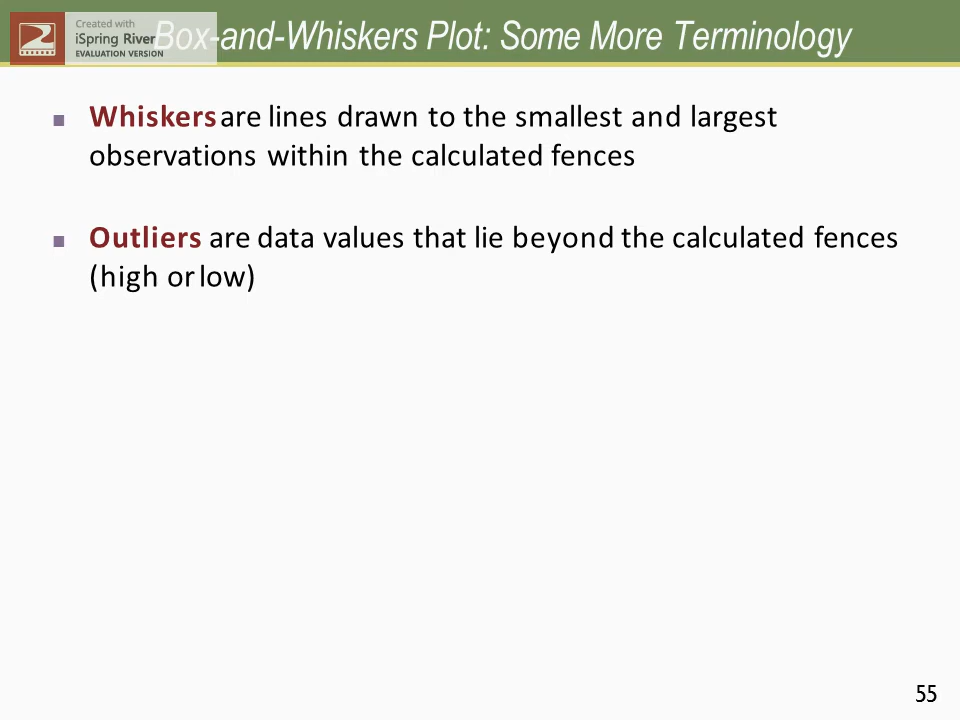 Created with
iSpring River
EVALUATION VERSION
Box-and-Whiskers Plot: Some More Terminology
Whiskers are lines drawn to the smallest and largest
observations within the calculated fences
Outliers are data values that lie beyond the calculated fences
(high or low)
55